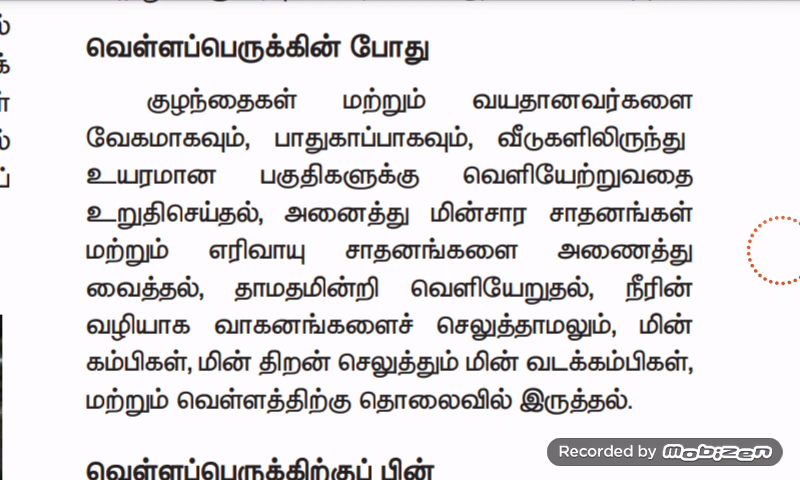 வெள்ளப்பெருக்கின் போது
குழந்தைகள் மற்றும் வயதானவர்களை
வேகமாகவும், பாதுகாப்பாகவும், வீடுகளிலிருந்து
உயரமான பகுதிகளுக்கு வெளியேற்றுவதை
உறுதிசெய்தல், அனைத்து மின்சார சாதனங்கள்
மற்றும் எரிவாயு சாதனங்களை அணைத்து
வைத்தல், தாமதமின்றி வெளியேறுதல், நீரின்
வழியாக வாகனங்களைச் செலுத்தாமலும், மின்
கம்பிகள், மின் திறன் செலுத்தும் மின் வடக்கம்பிகள்,
மற்றும் வெள்ளத்திற்கு தொலைவில் இருத்தல்.
வெள்ளப்பெருக்கிற்குப் பின்
Recorded by mobizen